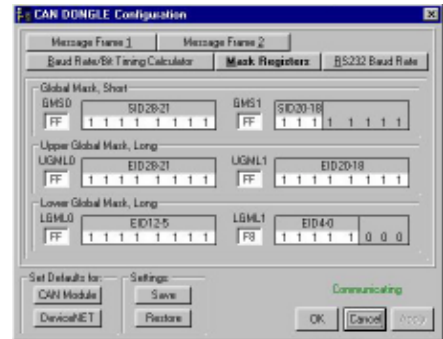 CAN DONGLE Configuration
Message Frame 1 Message Frame 2
Baud Rate/Bit Timing Calculator Mask Registers RS232 Baud Rate
Global Mask, Short
GMS0 SID28-21 GMS1 SID20-18
FF 1 1 1 1 1 1 1 1 FF 1 1 1 1 1 1 1 1
Upper Global Mask, Long
UGML0 EID28-21 UGML1 EID20-18
FF 1 1 1 1 1 1 1 1 FF 1 1 1 1 1 1 1 1
Lower Global Mask, Long
LGML0 EID12-5 LGML1 EID4-0
FF 1 1 1 1 1 1 1 1 F8 1 1 1 1 1 0 0 0
Set Defaults for: Settings:
CAN Module Save Communicating
DeviceNET Restore OK Cancel Apply